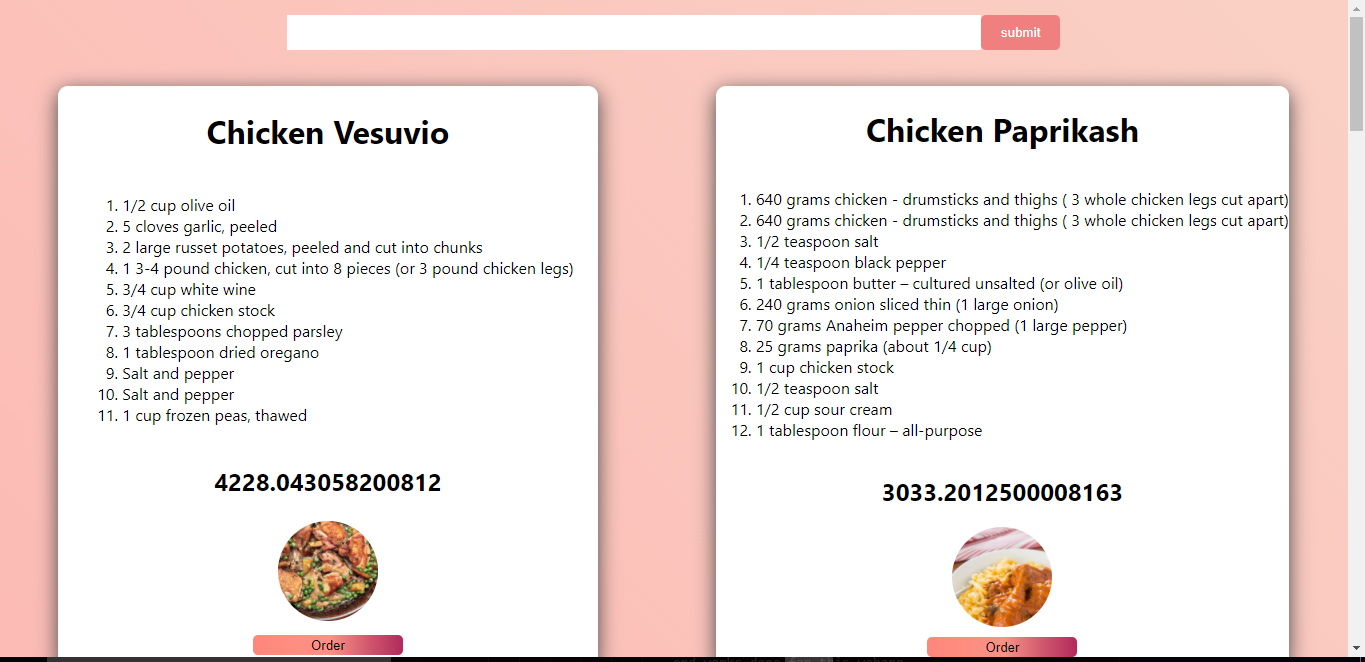 submit
Chicken Vesuvio
1. 1/2 cup olive oil
2. 5 cloves garlic, peeled
3. 2 large russet potatoes, peeled and cut into chunks
4. 1 3-4 pound chicken, cut into 8 pieces (or 3 pound chicken legs)
5. 3/4 cup white wine
6. 3/4 cup chicken stock
7. 3 tablespoons chopped parsley
8. 1 tablespoon dried oregano
9. Salt and pepper
10. Salt and pepper
11. 1 cup frozen peas, thawed
4228.043058200812
Order
Chicken Paprikash
1. 640 grams chicken - drumsticks and thighs ( 3 whole chicken legs cut apart)
2. 640 grams chicken - drumsticks and thighs ( 3 whole chicken legs cut apart)
3. 1/2 teaspoon salt
4. 1/4 teaspoon black pepper
5. 1 tablespoon butter – cultured unsalted (or olive oil)
6. 240 grams onion sliced thin (1 large onion)
7. 70 grams Anaheim pepper chopped (1 large pepper)
8. 25 grams paprika (about 1/4 cup)
9. 1 cup chicken stock
10. 1/2 teaspoon salt
11. 1/2 cup sour cream
12. 1 tablespoon flour – all-purpose
3033.2012500008163
Order